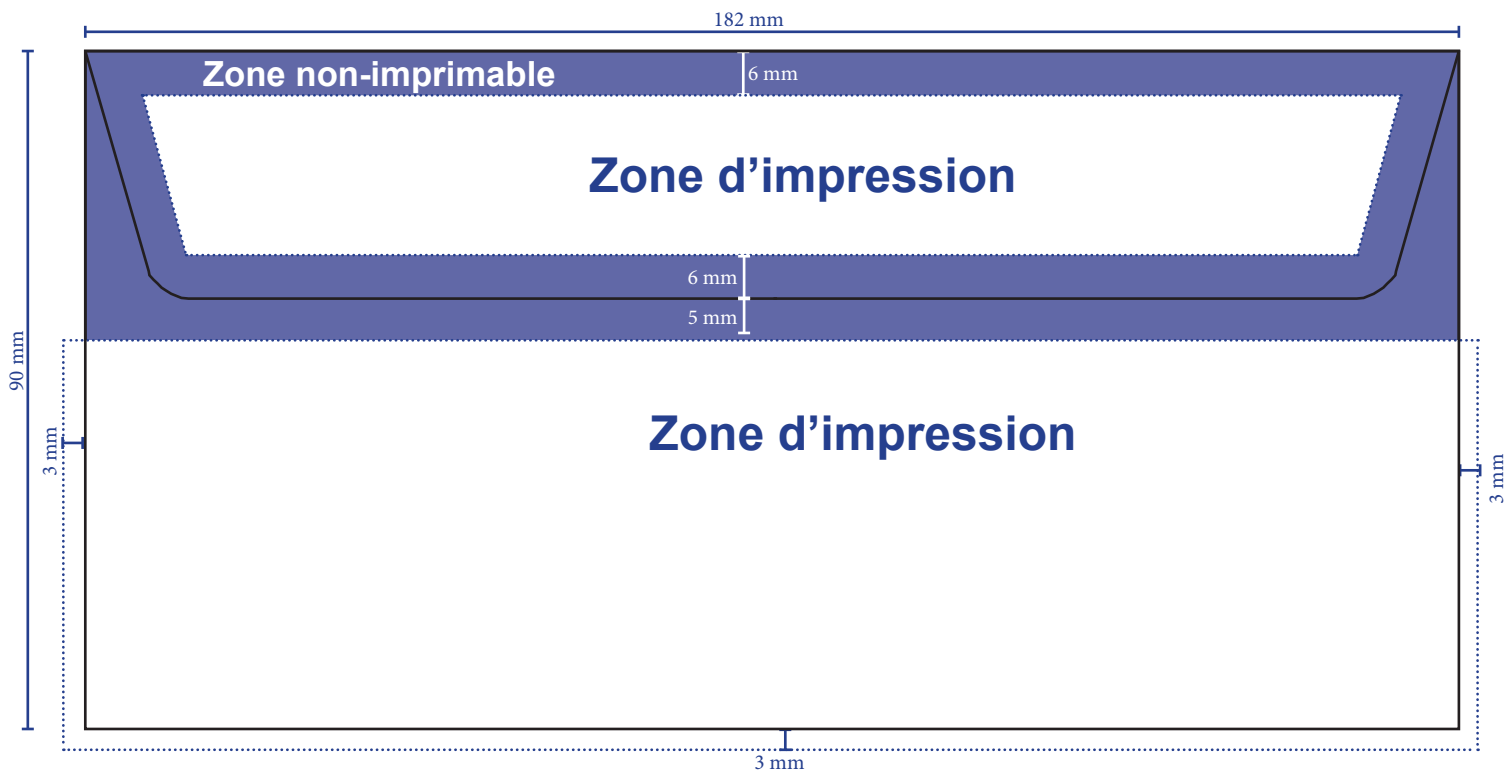 182 mm
Zone non-imprimable
6 mm
Zone d’impression
6 mm
5 mm
90 mm
Zone d’impression
3 mm
3 mm
3 mm